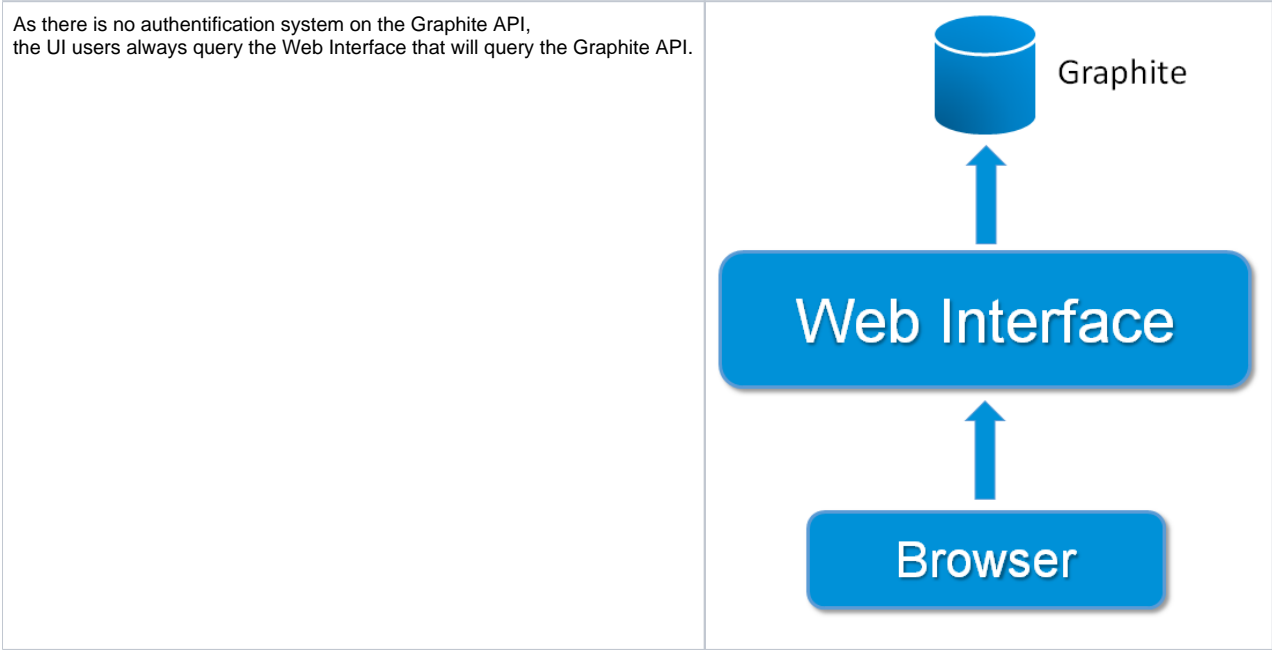 As there is no authentification system on the Graphite API,
the UI users always query the Web Interface that will query the Graphite API.
Graphite
Web Interface
Browser